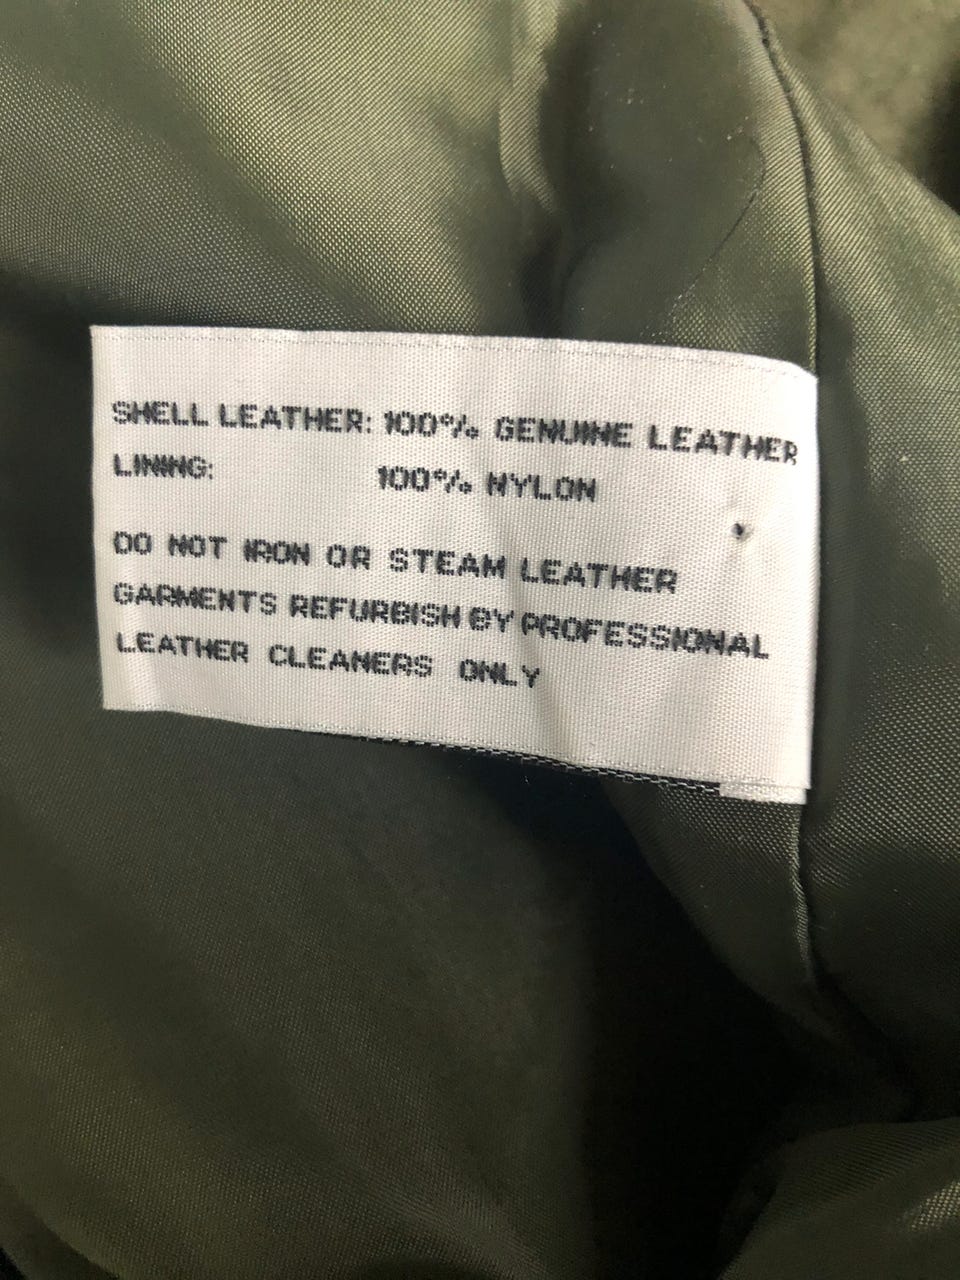 SHELL LEATHER: 100% GENUINE LEATHER
LINING: 100% NYLON
DO NOT IRON OR STEAM LEATHER
GARMENTS REFURBISH BY PROFESSIONAL
LEATHER CLEANERS ONLY